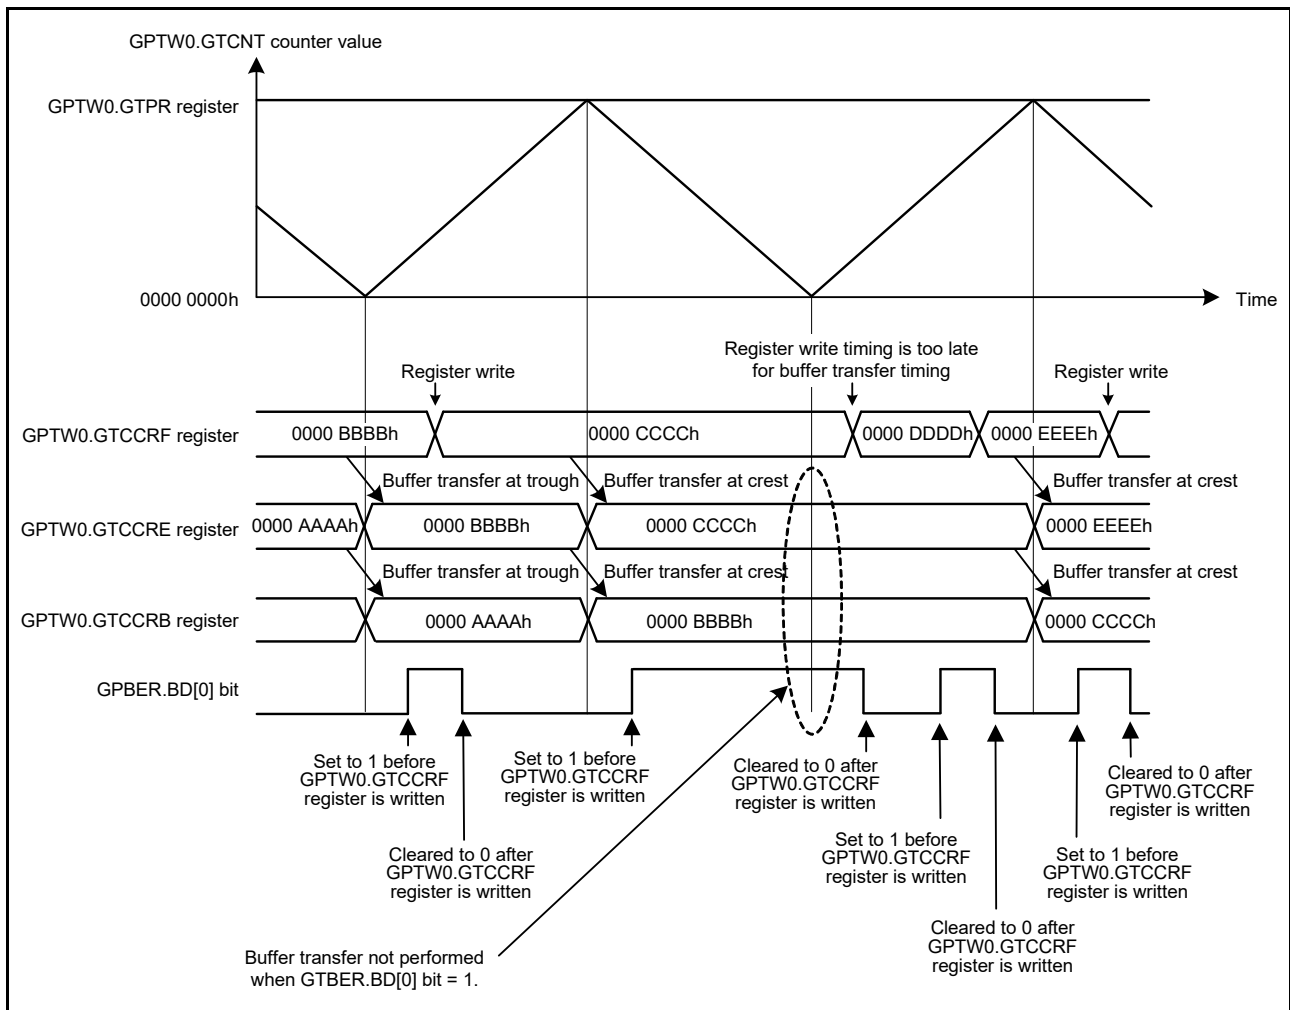 GPTW0.GTCNT counter value
GPTW0.GTPR register
0000 0000h
Time
Register write timing is too late
for buffer transfer timing
Register write
Register write
GPTW0.GTCCRF register
0000 BBBBh
0000 CCCCh
0000 DDDDh
0000 EEEEh
Buffer transfer at trough
Buffer transfer at crest
Buffer transfer at crest
GPTW0.GTCCRE register
0000 AAAAh
0000 BBBBh
0000 CCCCh
0000 EEEEh
Buffer transfer at trough
Buffer transfer at crest
Buffer transfer at crest
GPTW0.GTCCRB register
0000 AAAAh
0000 BBBBh
0000 CCCCh
GPBER.BD[0] bit
Set to 1 before
GPTW0.GTCCRF
register is written
Set to 1 before
GPTW0.GTCCRF
register is written
Cleared to 0 after
GPTW0.GTCCRF
register is written
Cleared to 0 after
GPTW0.GTCCRF
register is written
Cleared to 0 after
GPTW0.GTCCRF
register is written
Set to 1 before
GPTW0.GTCCRF
register is written
Set to 1 before
GPTW0.GTCCRF
register is written
Cleared to 0 after
GPTW0.GTCCRF
register is written
Buffer transfer not performed
when GTBER.BD[0] bit = 1.